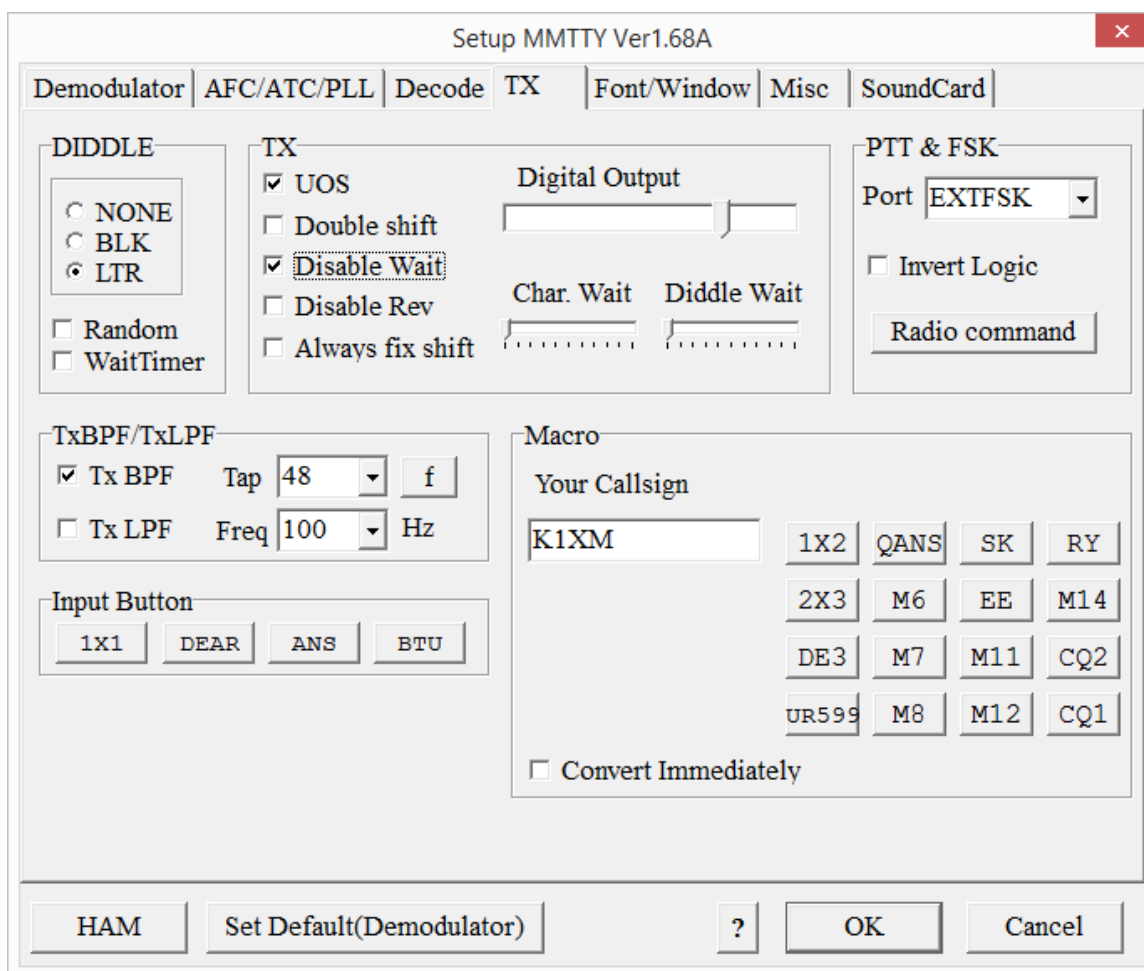 Setup MMTTY Ver1.68A
Demodulator AFC/ATC/PLL Decode TX Font/Window Misc SoundCard
DIDDLE
NONE
BLK
LTR
Random
WaitTimer
TX
UOS
Double shift
Disable Wait
Disable Rev
Always fix shift
Digital Output
Char. Wait Diddle Wait
PTT & FSK
Port EXTFSK
Invert Logic
Radio command
TxBPF/TxLPF
Tx BPF Tap 48 f
Tx LPF Freq 100 Hz
Input Button
1X1 DEAR ANS BTU
Macro
Your Callsign
K1XM
1X2 QANS SK RY
2X3 M6 EE M14
DE3 M7 M11 CQ2
UR599 M8 M12 CQ1
Convert Immediately
HAM Set Default(Demodulator) ? OK Cancel